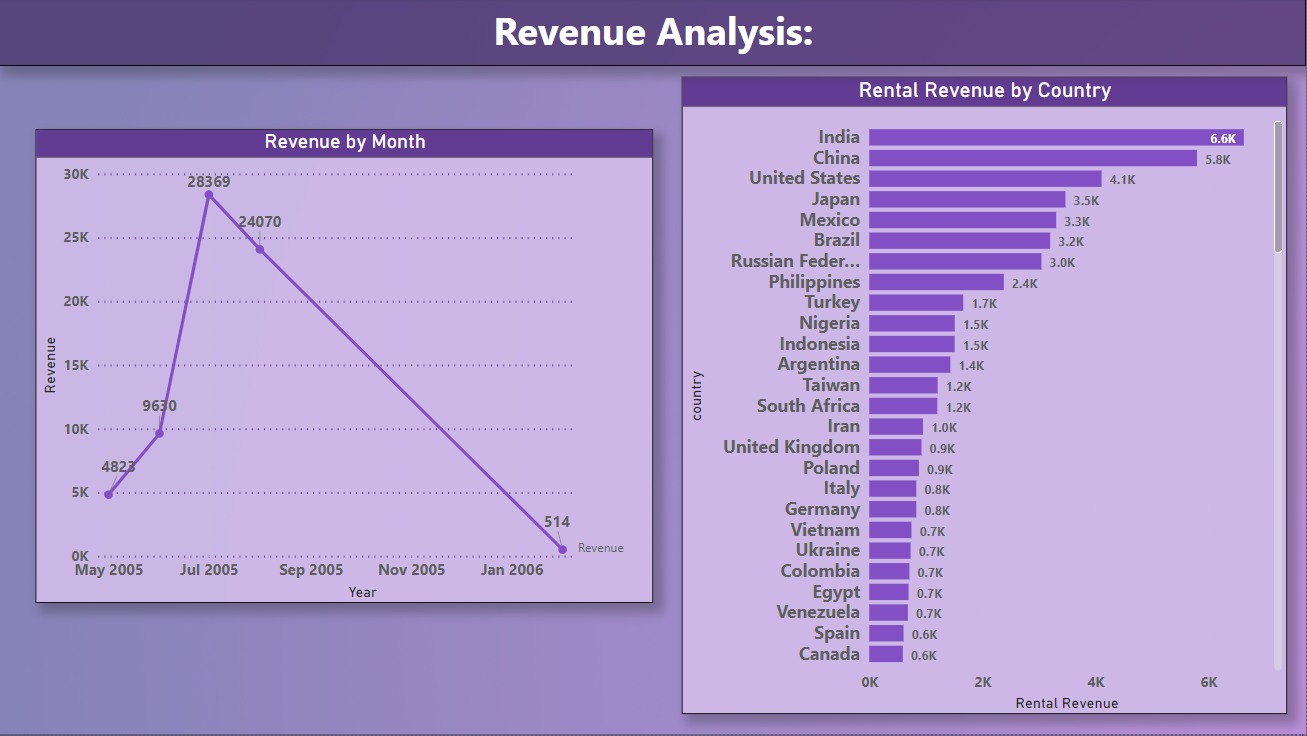 Revenue Analysis:
Revenue by Month
30K
25K
20K
15K
10K
5K
0K
Revenue
28369
24070
9630
4823
514
Revenue
May 2005 Jul 2005 Sep 2005 Nov 2005 Jan 2006
Year
Rental Revenue by Country
country
India 6.6K
China 5.8K
United States 4.1K
Japan 3.5K
Mexico 3.3K
Brazil 3.2K
Russian Feder... 3.0K
Philippines 2.4K
Turkey 1.7K
Nigeria 1.5K
Indonesia 1.5K
Argentina 1.4K
Taiwan 1.2K
South Africa 1.2K
Iran 1.0K
United Kingdom 0.9K
Poland 0.9K
Italy 0.8K
Germany 0.8K
Vietnam 0.7K
Ukraine 0.7K
Colombia 0.7K
Egypt 0.7K
Venezuela 0.7K
Spain 0.6K
Canada 0.6K
0K 2K 4K 6K
Rental Revenue